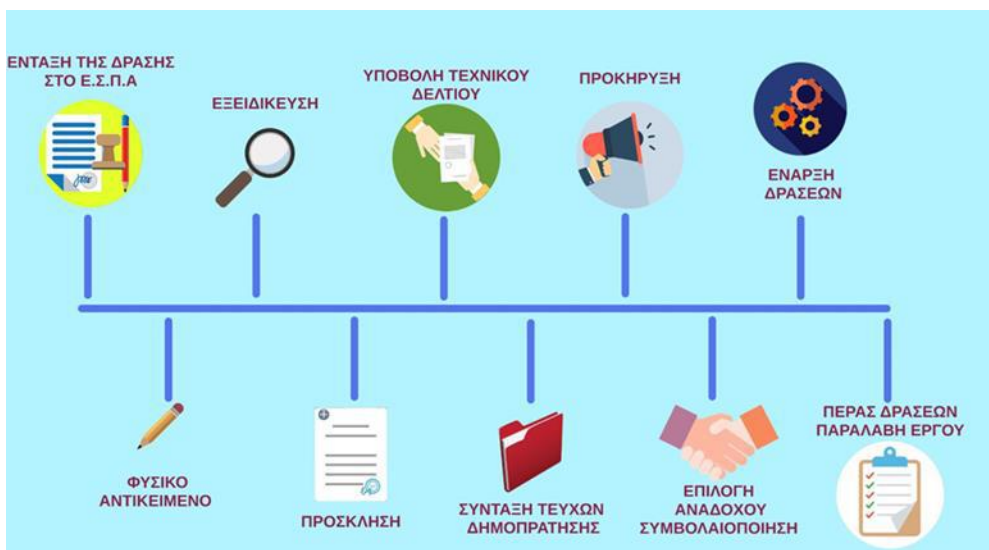 ΕΝΤΑΞΗ ΤΗΣ ΔΡΑΣΗΣ
ΣΤΟ Ε.Σ.Π.Α
ΕΞΕΙΔΙΚΕΥΣΗ
ΥΠΟΒΟΛΗ ΤΕΧΝΙΚΟΥ
ΔΕΛΤΙΟΥ
ΠΡΟΚΗΡΥΞΗ
ΕΝΑΡΞΗ
ΔΡΑΣΕΩΝ
ΦΥΣΙΚΟ
ΑΝΤΙΚΕΙΜΕΝΟ
ΠΡΟΣΚΛΗΣΗ
ΣΥΝΤΑΞΗ ΤΕΥΧΩΝ
ΔΗΜΟΠΡΑΤΗΣΗΣ
ΕΠΙΛΟΓΗ
ΑΝΑΔΟΧΟΥ
ΣΥΜΒΟΛΑΙΟΠΟΙΗΣΗ
ΠΕΡΑΣ ΔΡΑΣΕΩΝ
ΠΑΡΑΛΑΒΗ ΕΡΓΟΥ